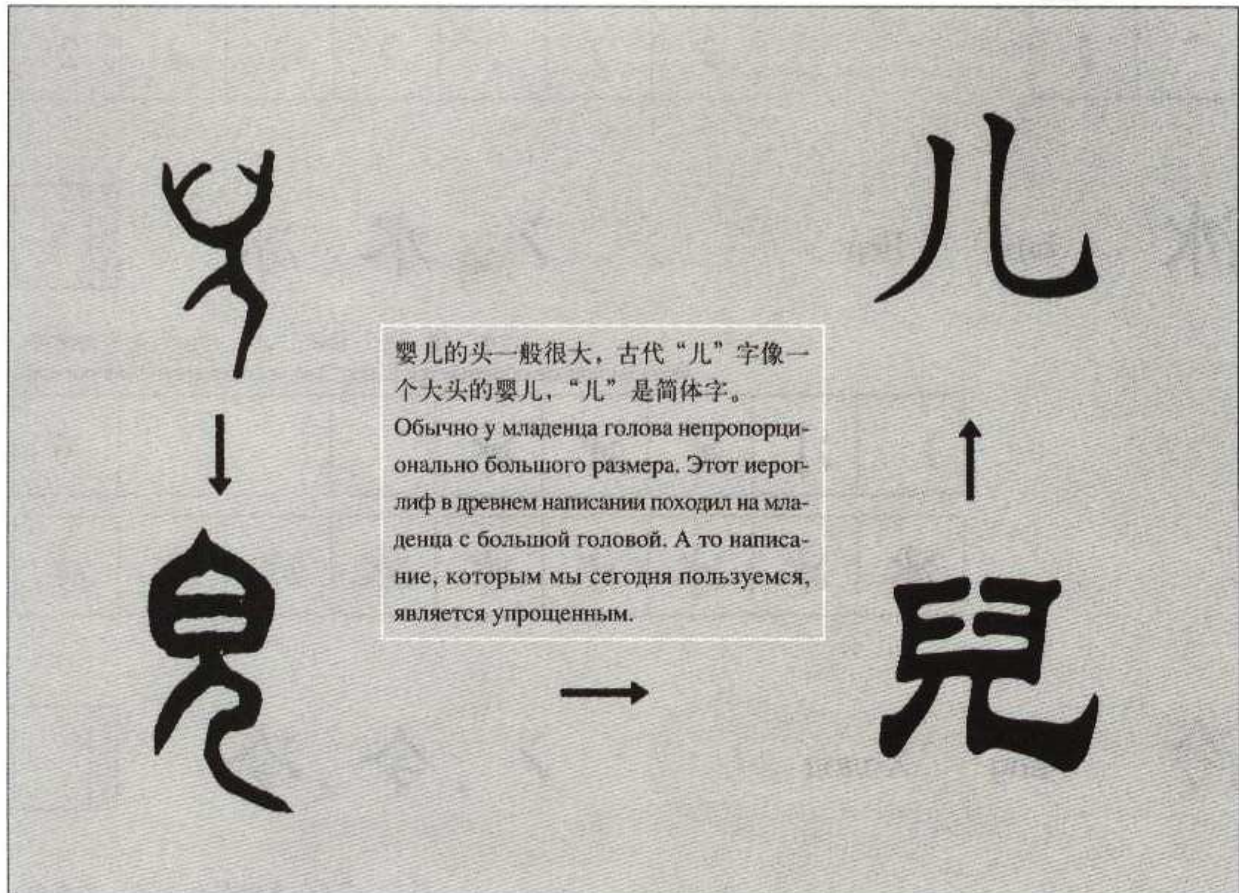 儿
婴儿的头一般很大，古代“儿”字像一
个大头的婴儿，“儿”是简体字。
Обычно у младенца голова непропорци-
онально большого размера. Этот иерог-
лиф в древнем написании походил на мла-
денца с большой головой. А то написа-
ние, которым мы сегодня пользуемся,
является упрощенным.
兒